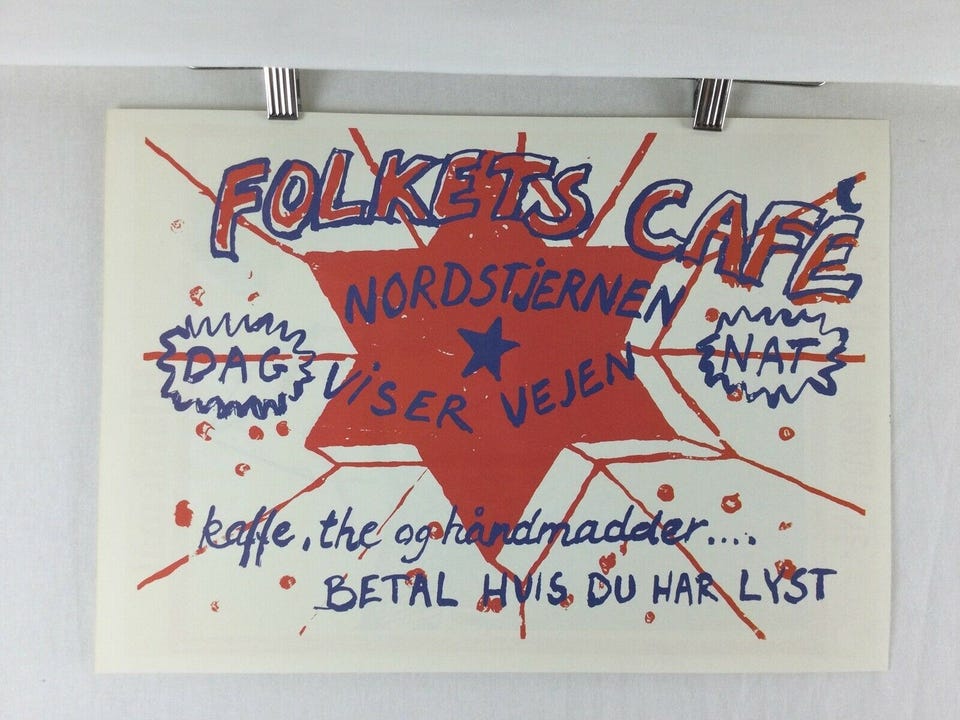 FOLKETS CAFÉ
NORDSTJERNEN
DAG
NAT
VISER VEJEN
kaffe, the og håndmadder....
BETAL HVIS DU HAR LYST